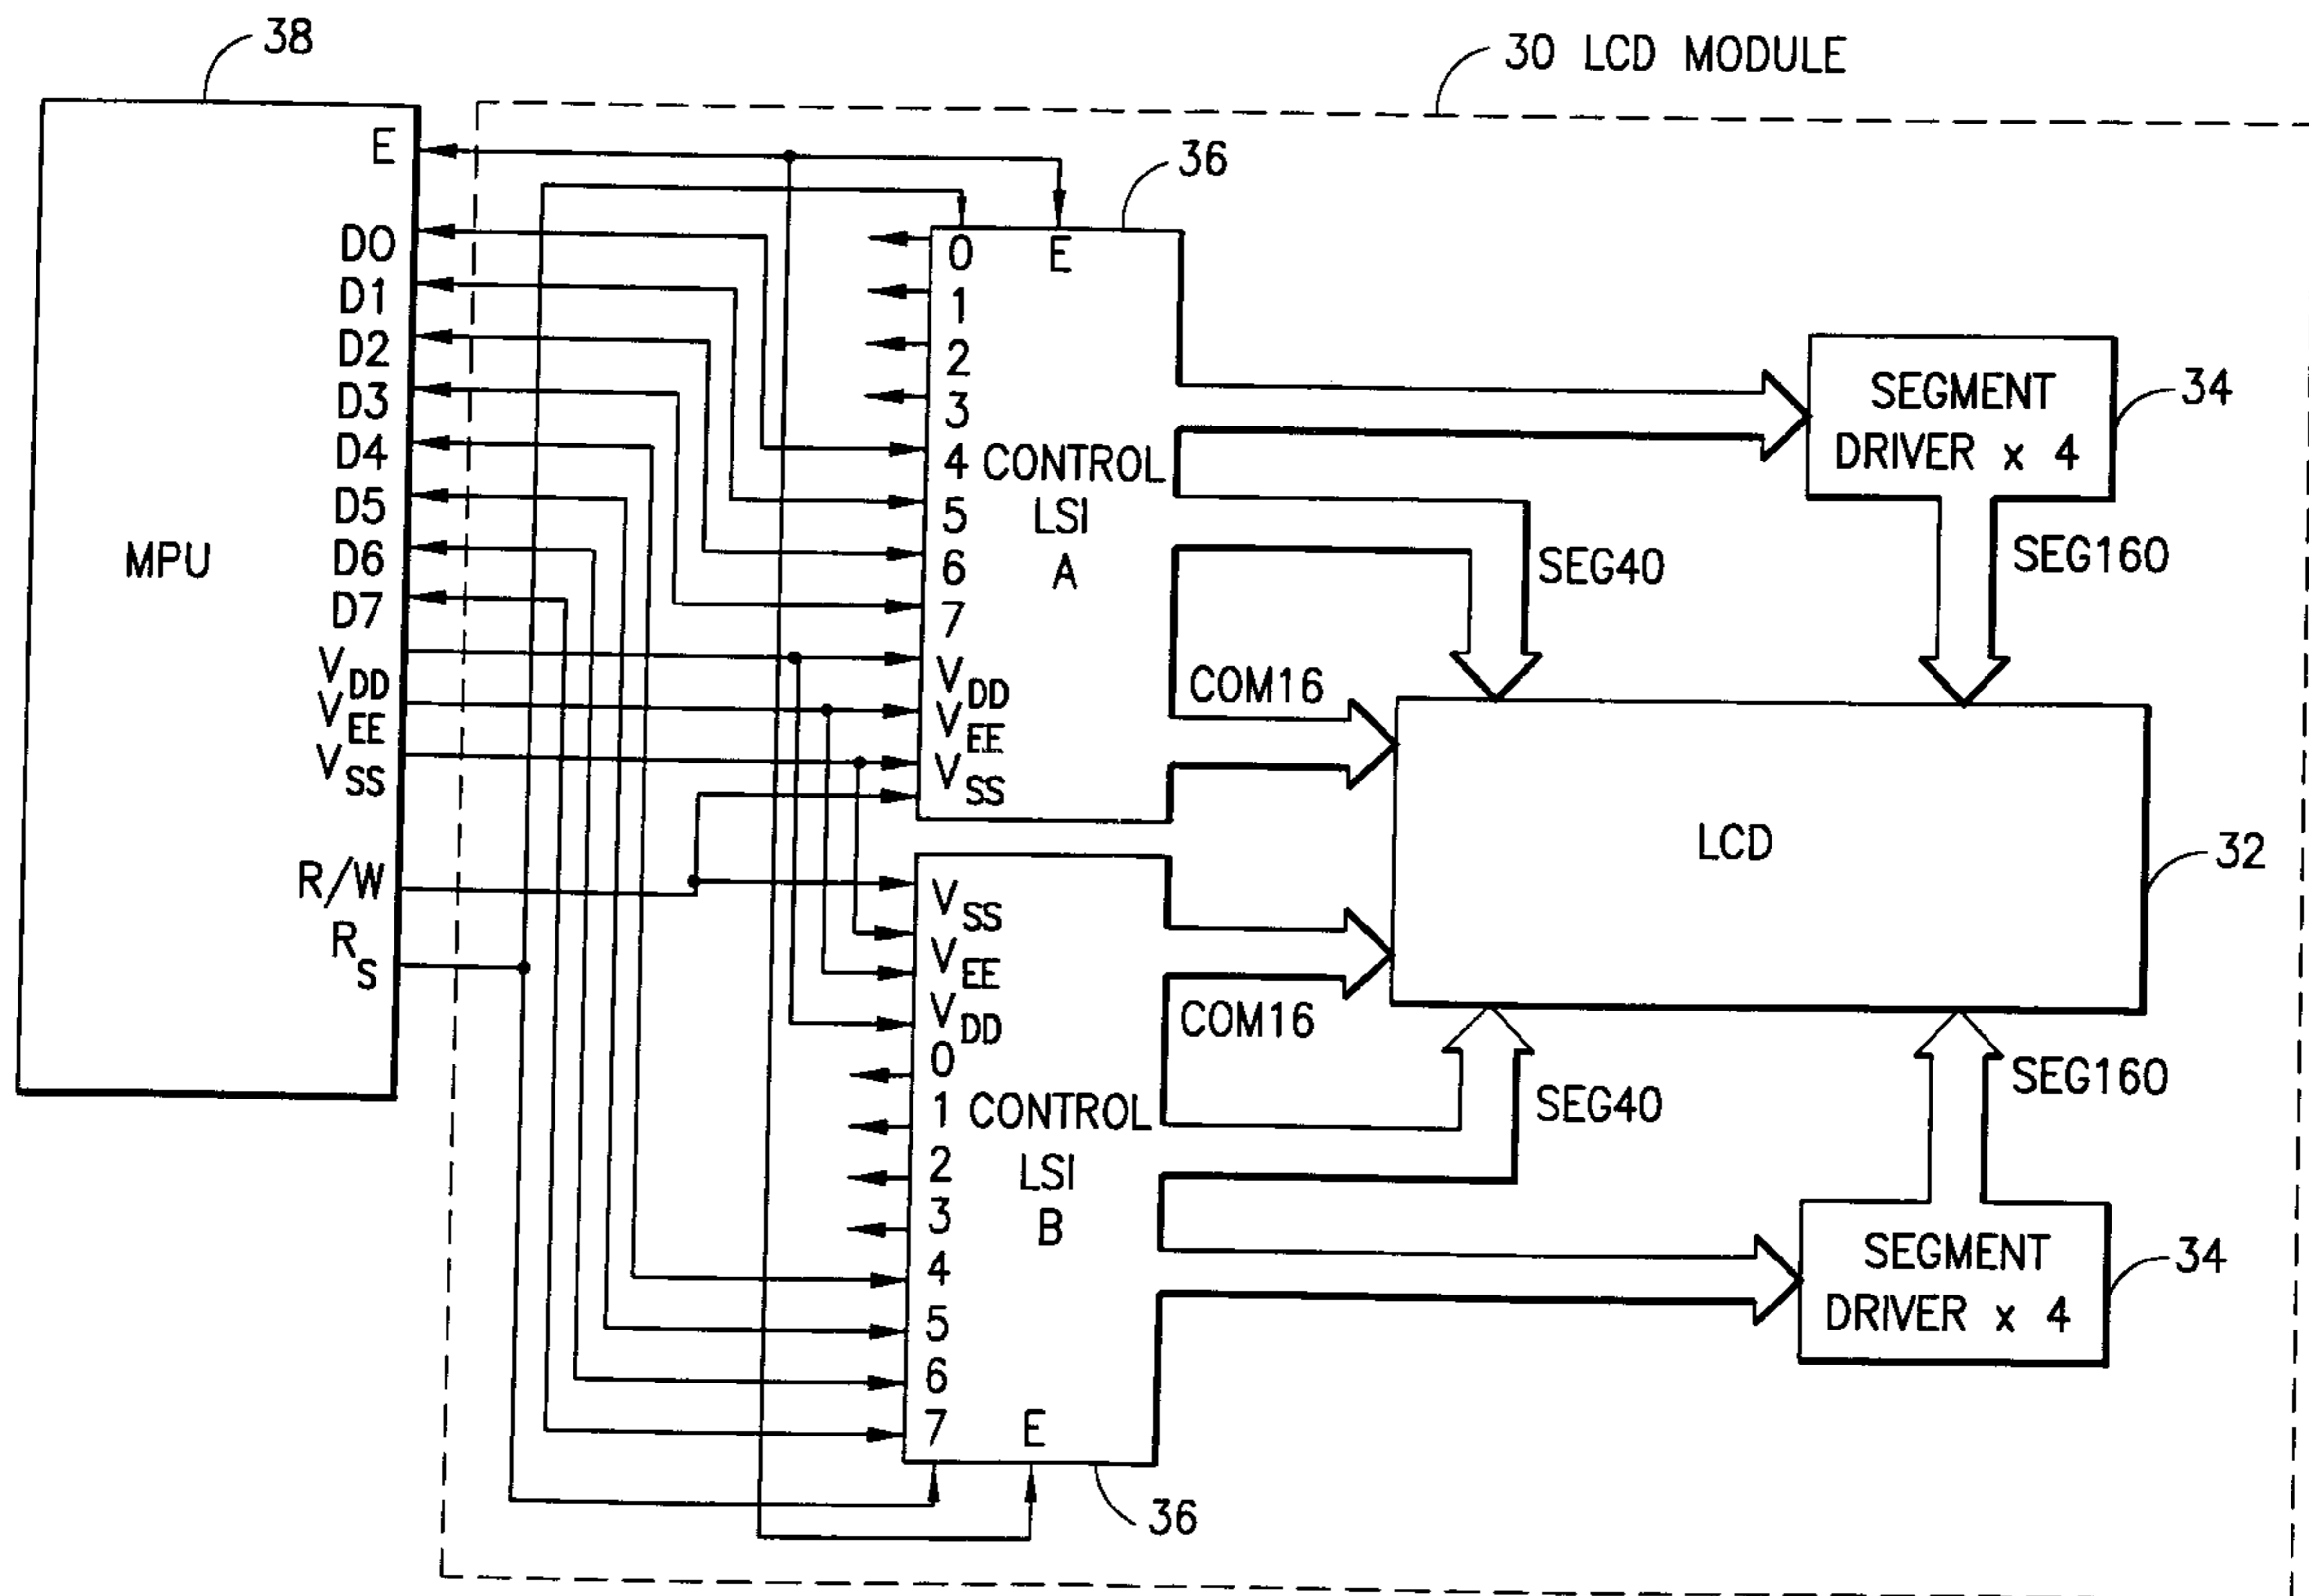 38
30 LCD MODULE
MPU
E
D0
D1
D2
D3
D4
D5
D6
D7
VDD
VEE
VSS
R/W
RS
36
0 E
1
2
3
4
5
6
7
VDD
VEE
VSS
CONTROL
LSI
A
SEGMENT
DRIVER x 4
34
SEG40
SEG160
COM16
LCD
32
VSS
VEE
VDD
0
1
2
3
4
5
6
7 E
CONTROL
LSI
B
COM16
SEG40
SEG160
SEGMENT
DRIVER x 4
34
36